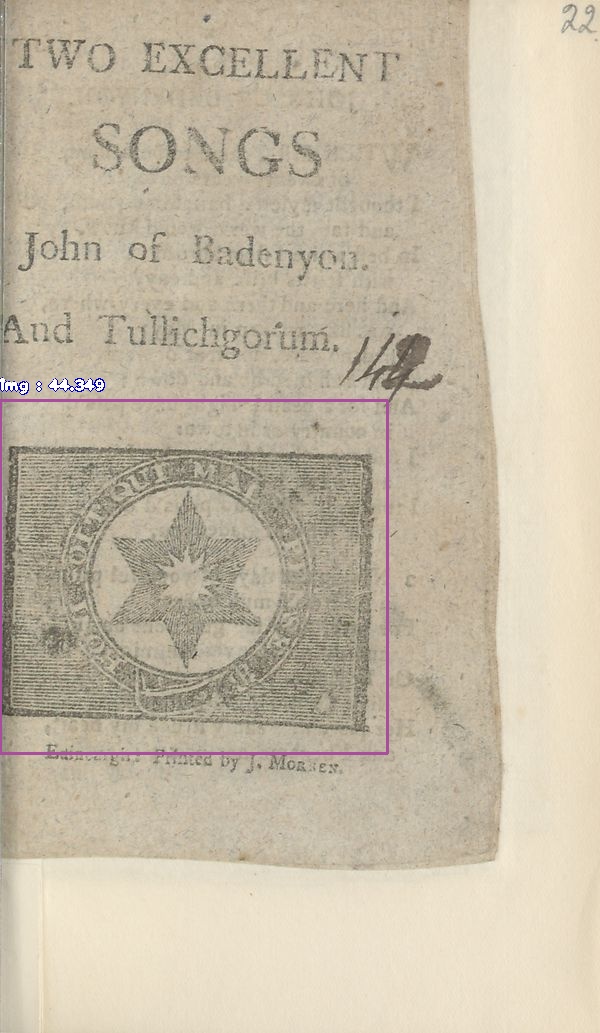 22
TWO EXCELLENT
SONGS
John of Badenyon.
And Tullichgorum.
142
img : 44.349
HONI SOIT QUI MAL Y PENSE
Edinburgh: Printed by J. MORREN.